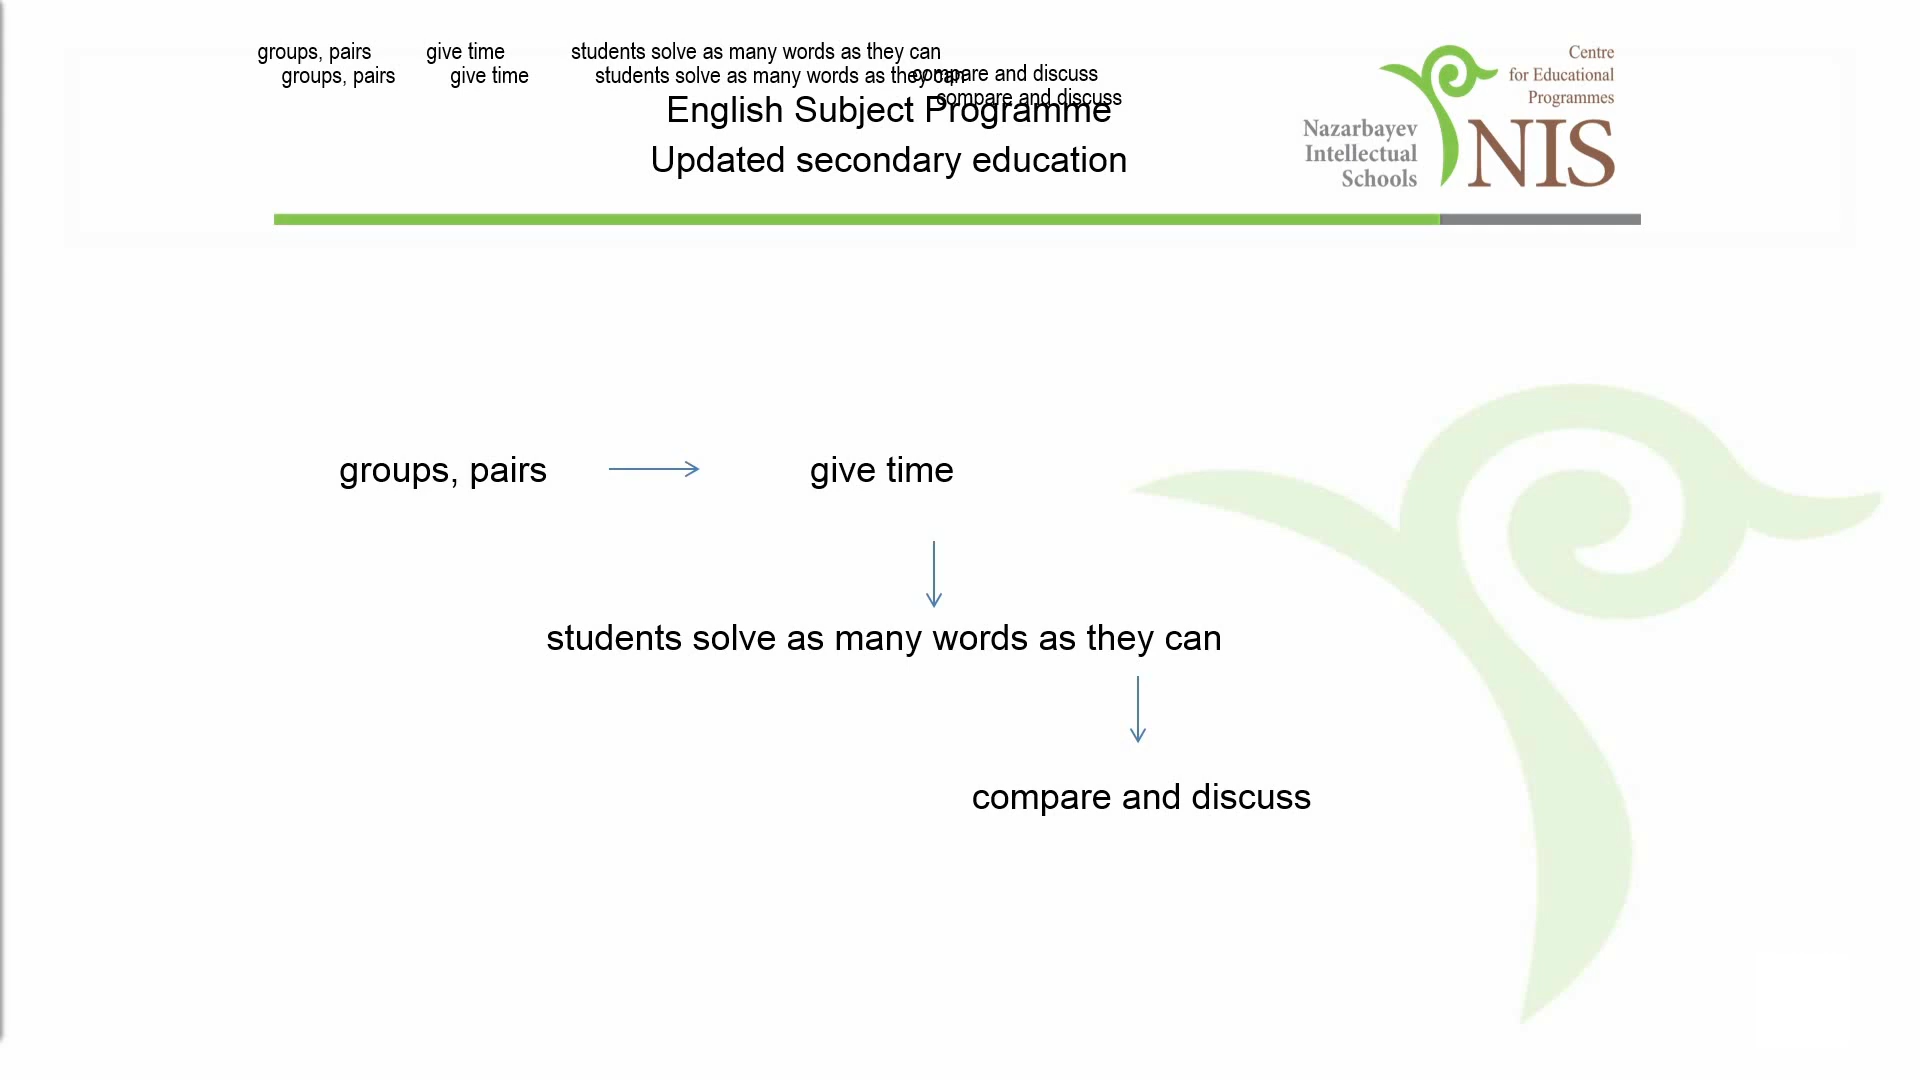 groups, pairs give time students solve as many words as they can
groups, pairs give time students solve as many words as they can
compare and discuss
compare and discuss
English Subject Programme
Updated secondary education
Centre
for Educational
Programmes
Nazarbayev
Intellectual
Schools
NIS
groups, pairs give time
students solve as many words as they can
compare and discuss